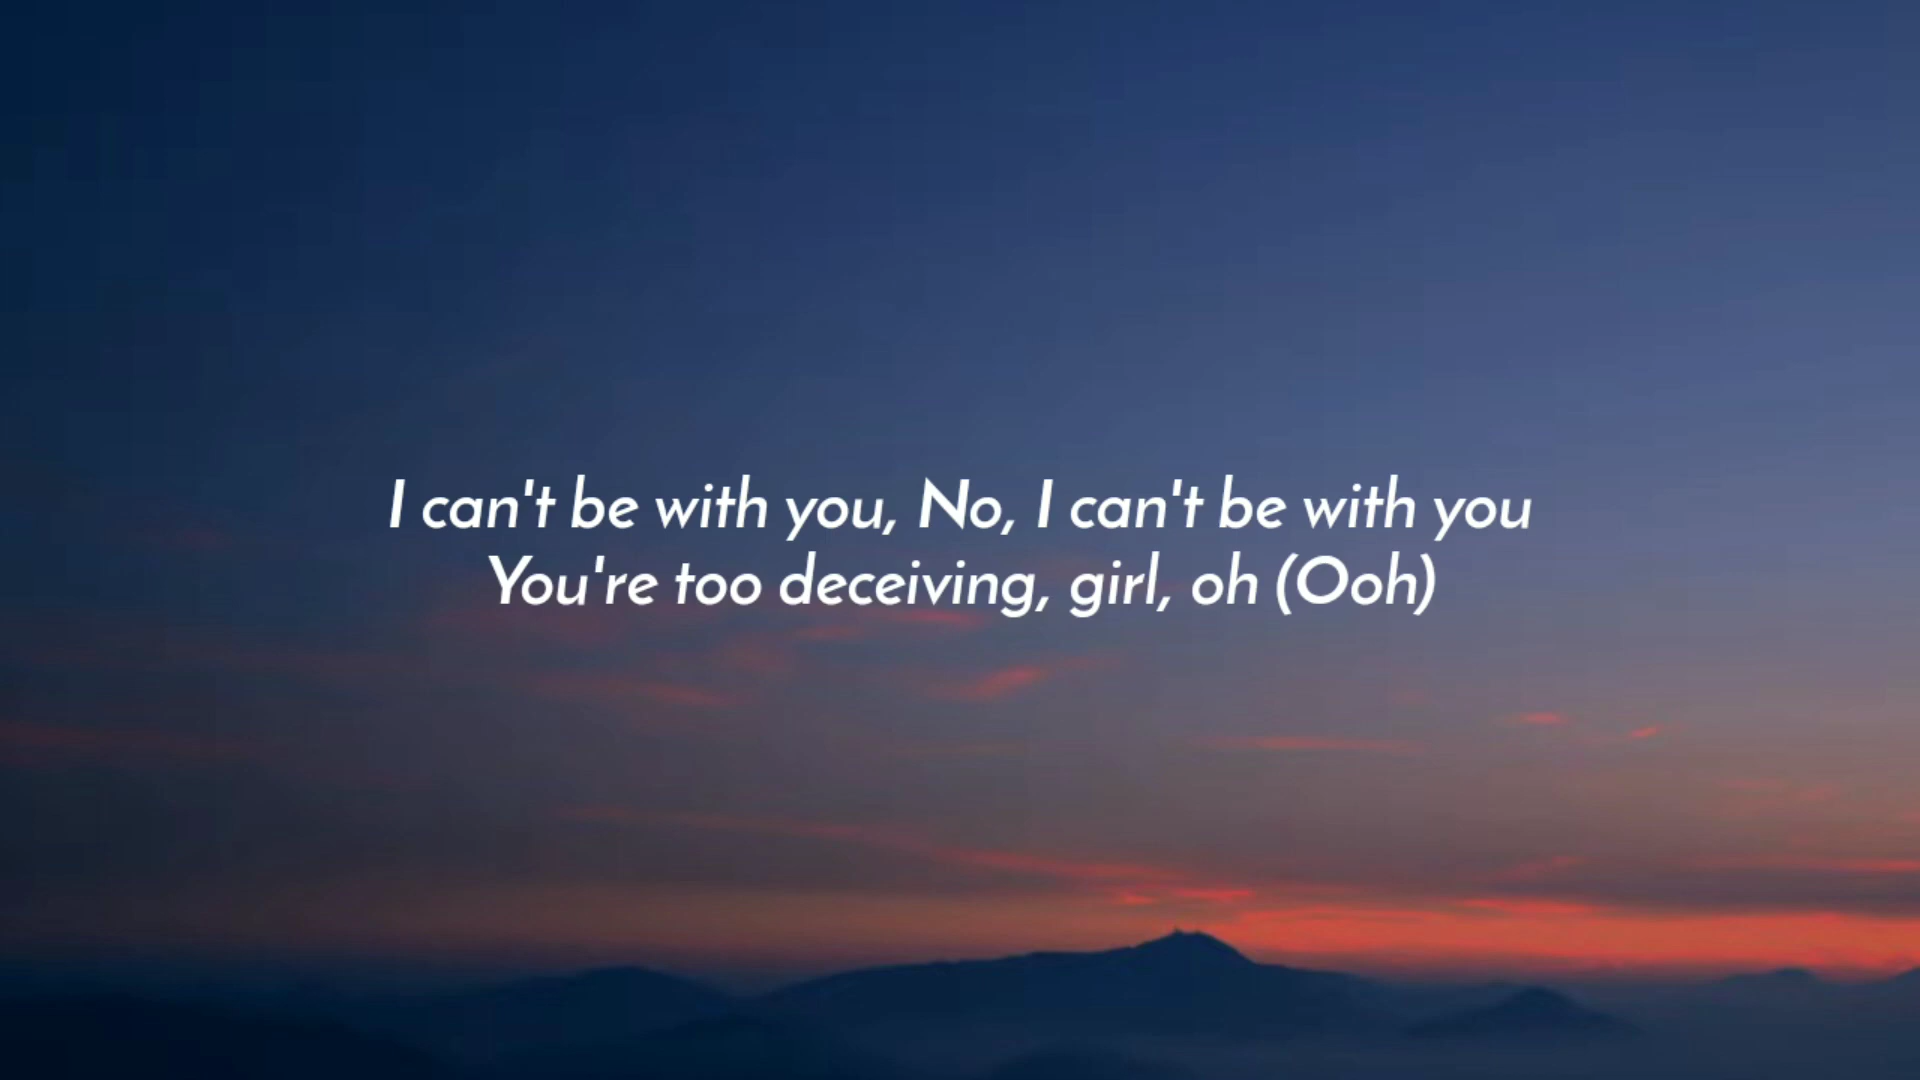 I can't be with you, No, I can't be with you
You're too deceiving, girl, oh (Ooh)